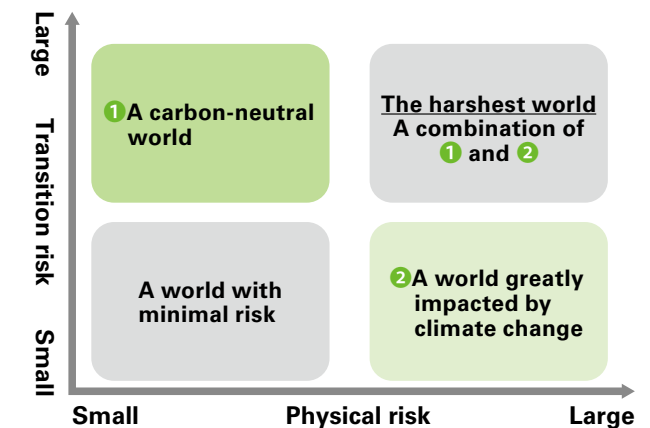 Large
Transition risk
Small
❶A carbon-neutral
world
The harshest world
A combination of
❶ and ❷
A world with
minimal risk
❷A world greatly
impacted by
climate change
Small
Physical risk
Large